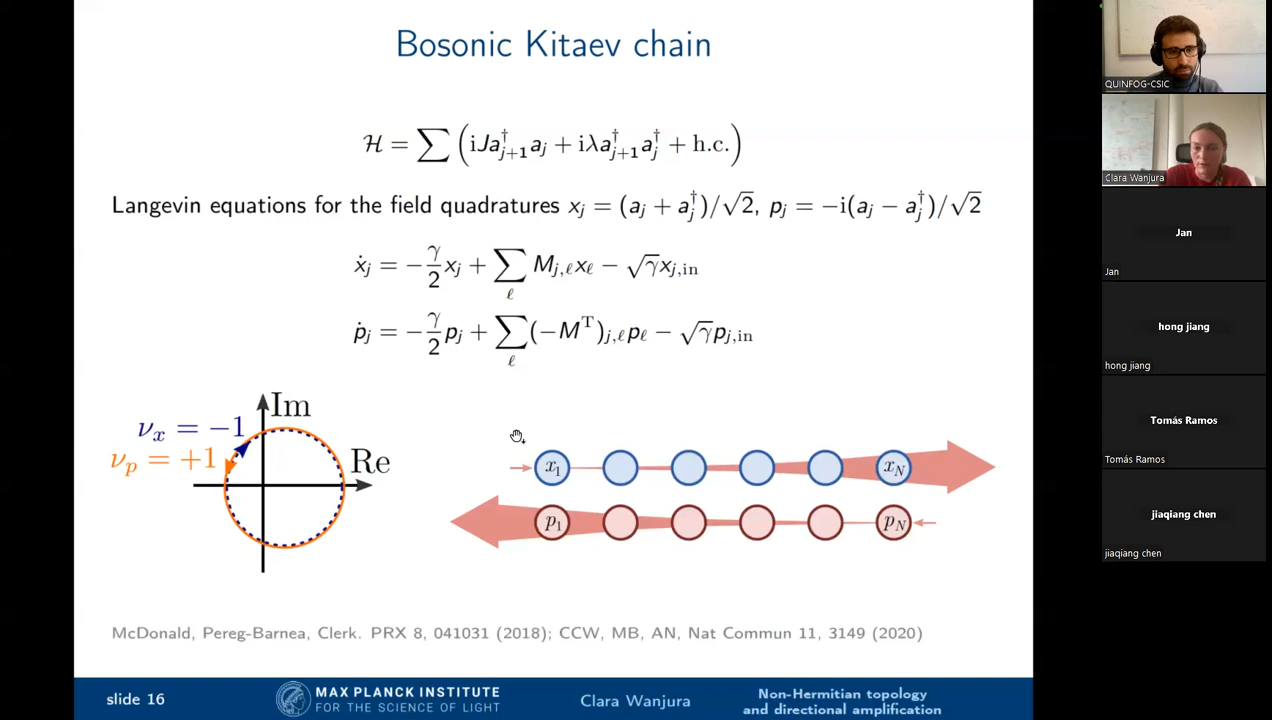 Bosonic Kitaev chain
ℋ = ∑ (iJa†_{j+1}a_j + iλa†_{j+1}a†_j + h.c.)
Langevin equations for the field quadratures x_j = (a_j + a_j†)/√2, p_j = −i(a_j − a_j†)/√2
ẋ_j = −γ/2 x_j + ∑_ℓ M_{j,ℓ}x_ℓ − √γx_{j,in}
ṗ_j = −γ/2 p_j + ∑_ℓ (−M^T)_{j,ℓ}p_ℓ − √γp_{j,in}
Im
ν_x = −1
ν_p = +1
Re
x_1 x_N
p_1 p_N
McDonald, Pereg-Barnea, Clerk. PRX 8, 041031 (2018); CCW, MB, AN, Nat Commun 11, 3149 (2020)
slide 16
MAX PLANCK INSTITUTE
FOR THE SCIENCE OF LIGHT
Clara Wanjura
Non-Hermitian topology
and directional amplification
QUINFOG-CSIC
Clara Wanjura
Jan
Jan
hong jiang
hong jiang
Tomás Ramos
Tomás Ramos
jiaqiang chen
jiaqiang chen